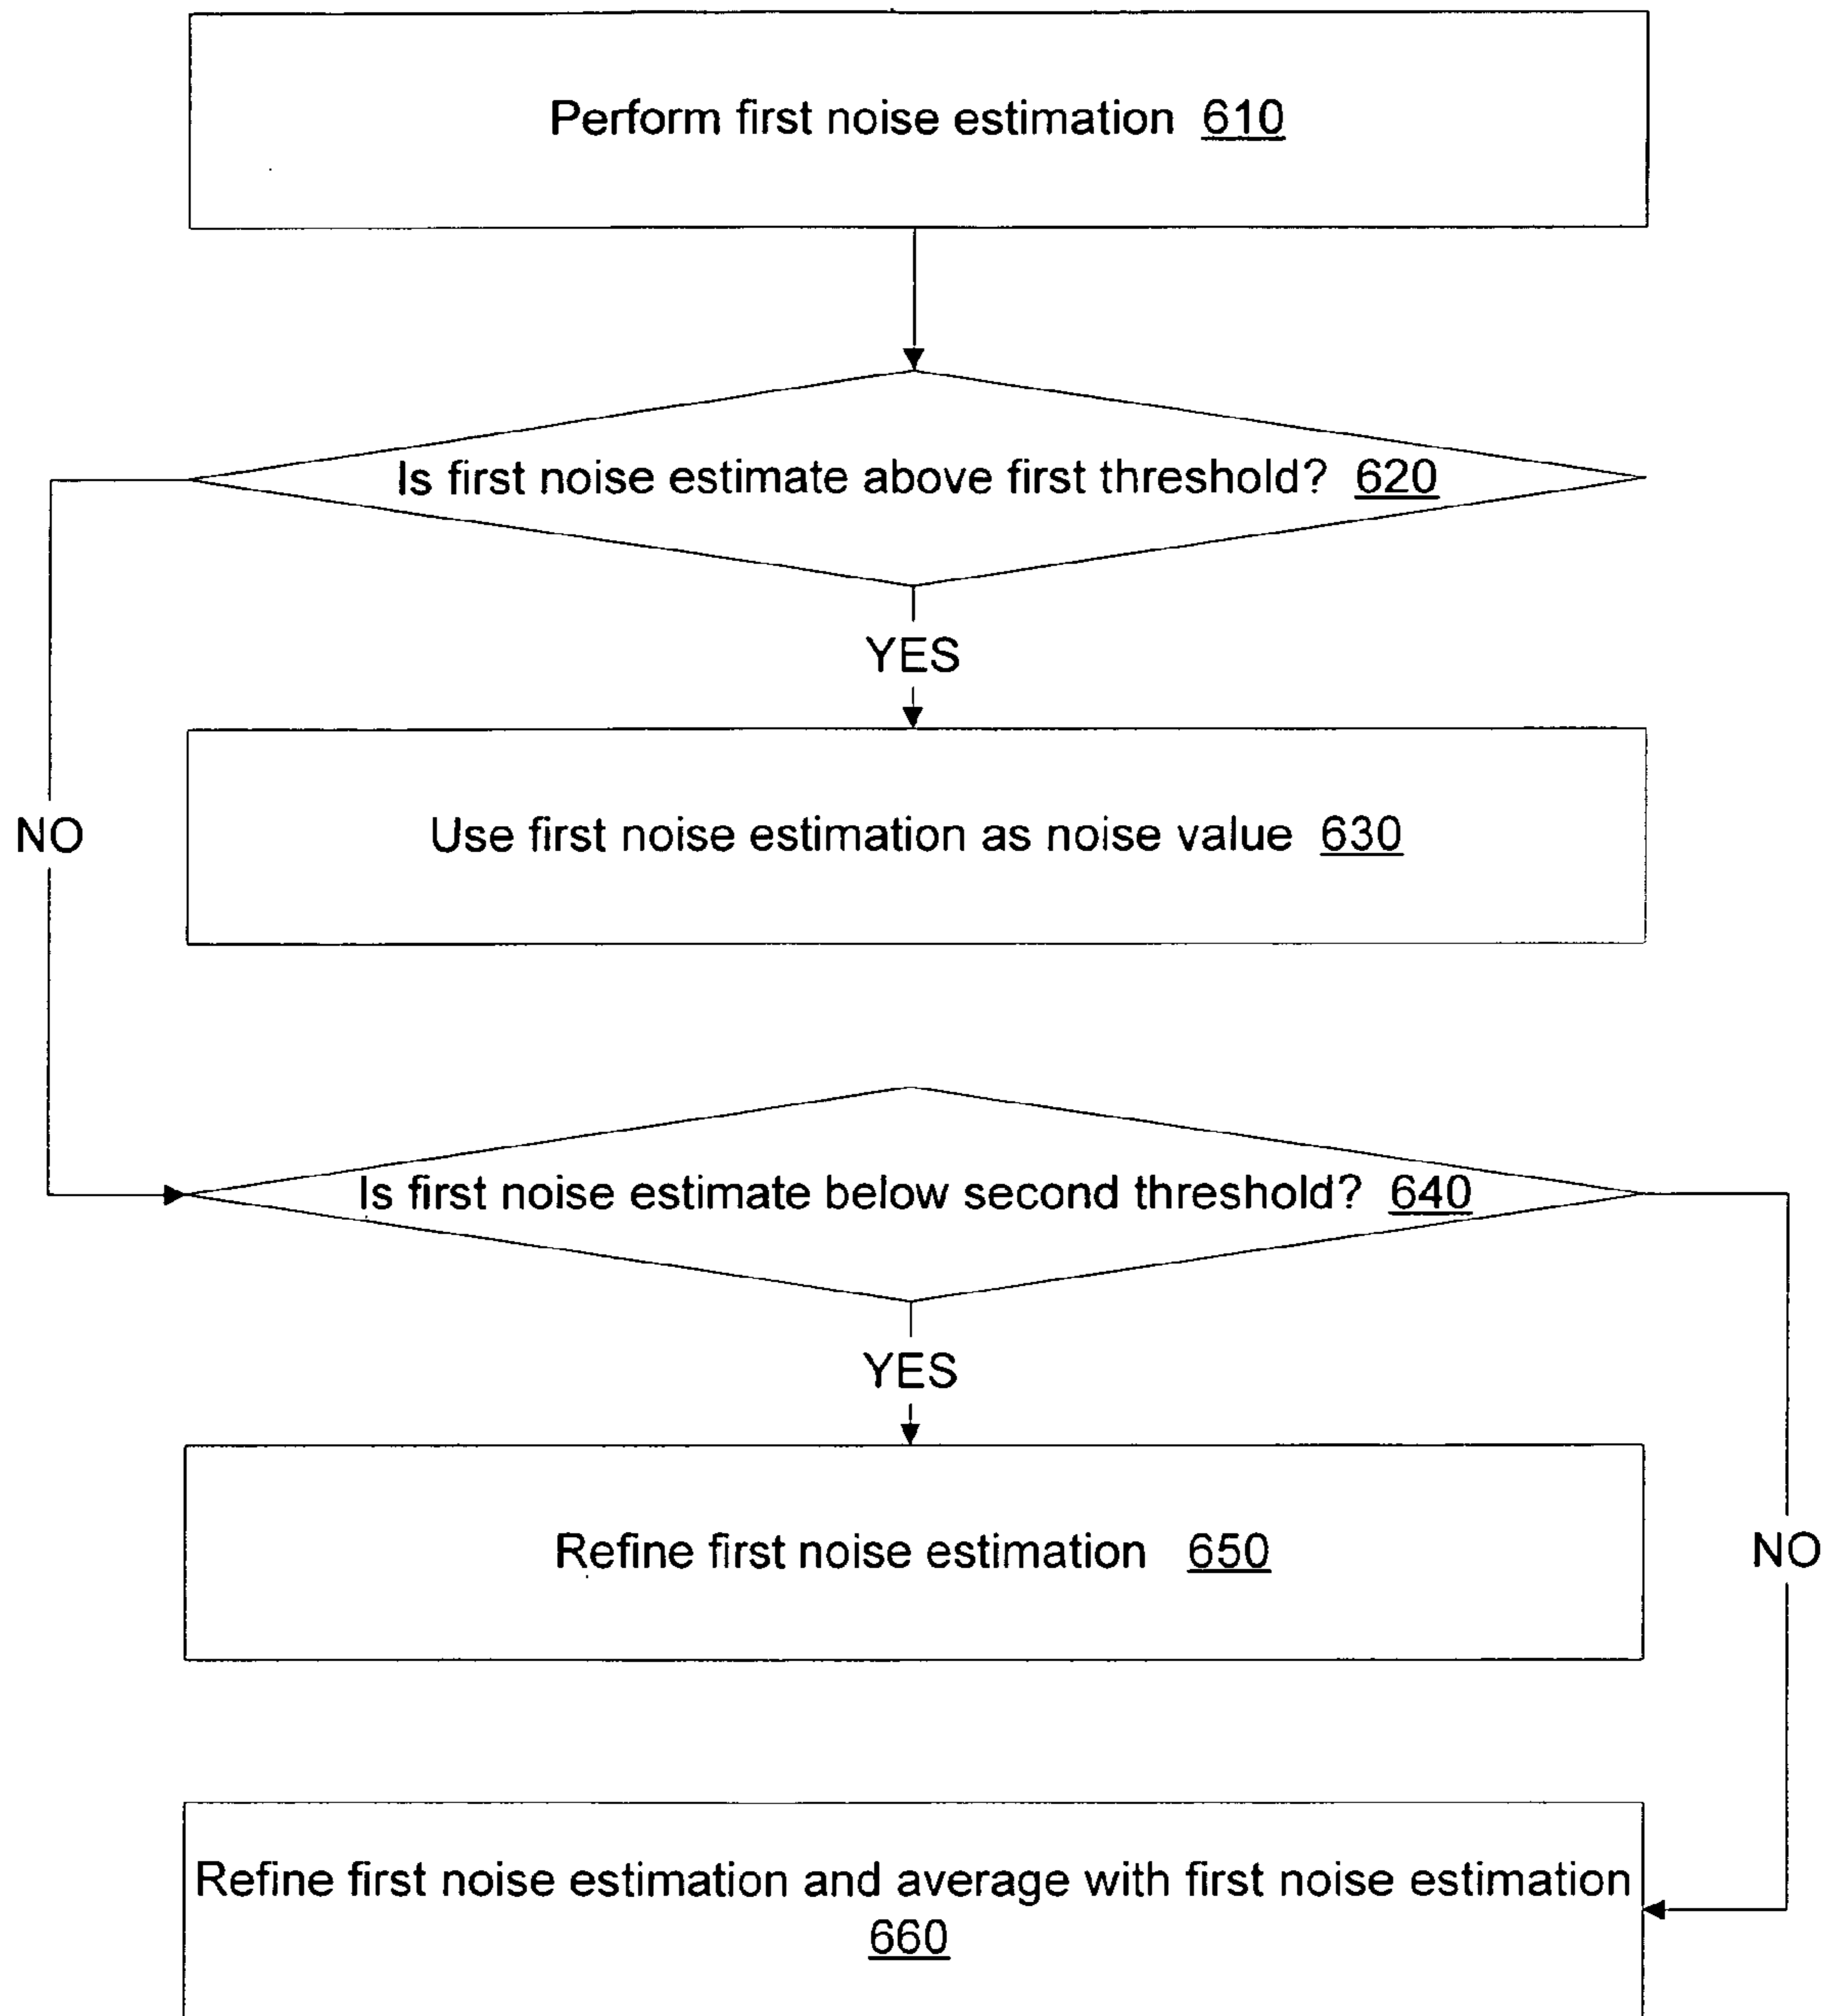 Perform first noise estimation 610
Is first noise estimate above first threshold? 620
YES
NO
Use first noise estimation as noise value 630
Is first noise estimate below second threshold? 640
YES
Refine first noise estimation 650
NO
Refine first noise estimation and average with first noise estimation
660